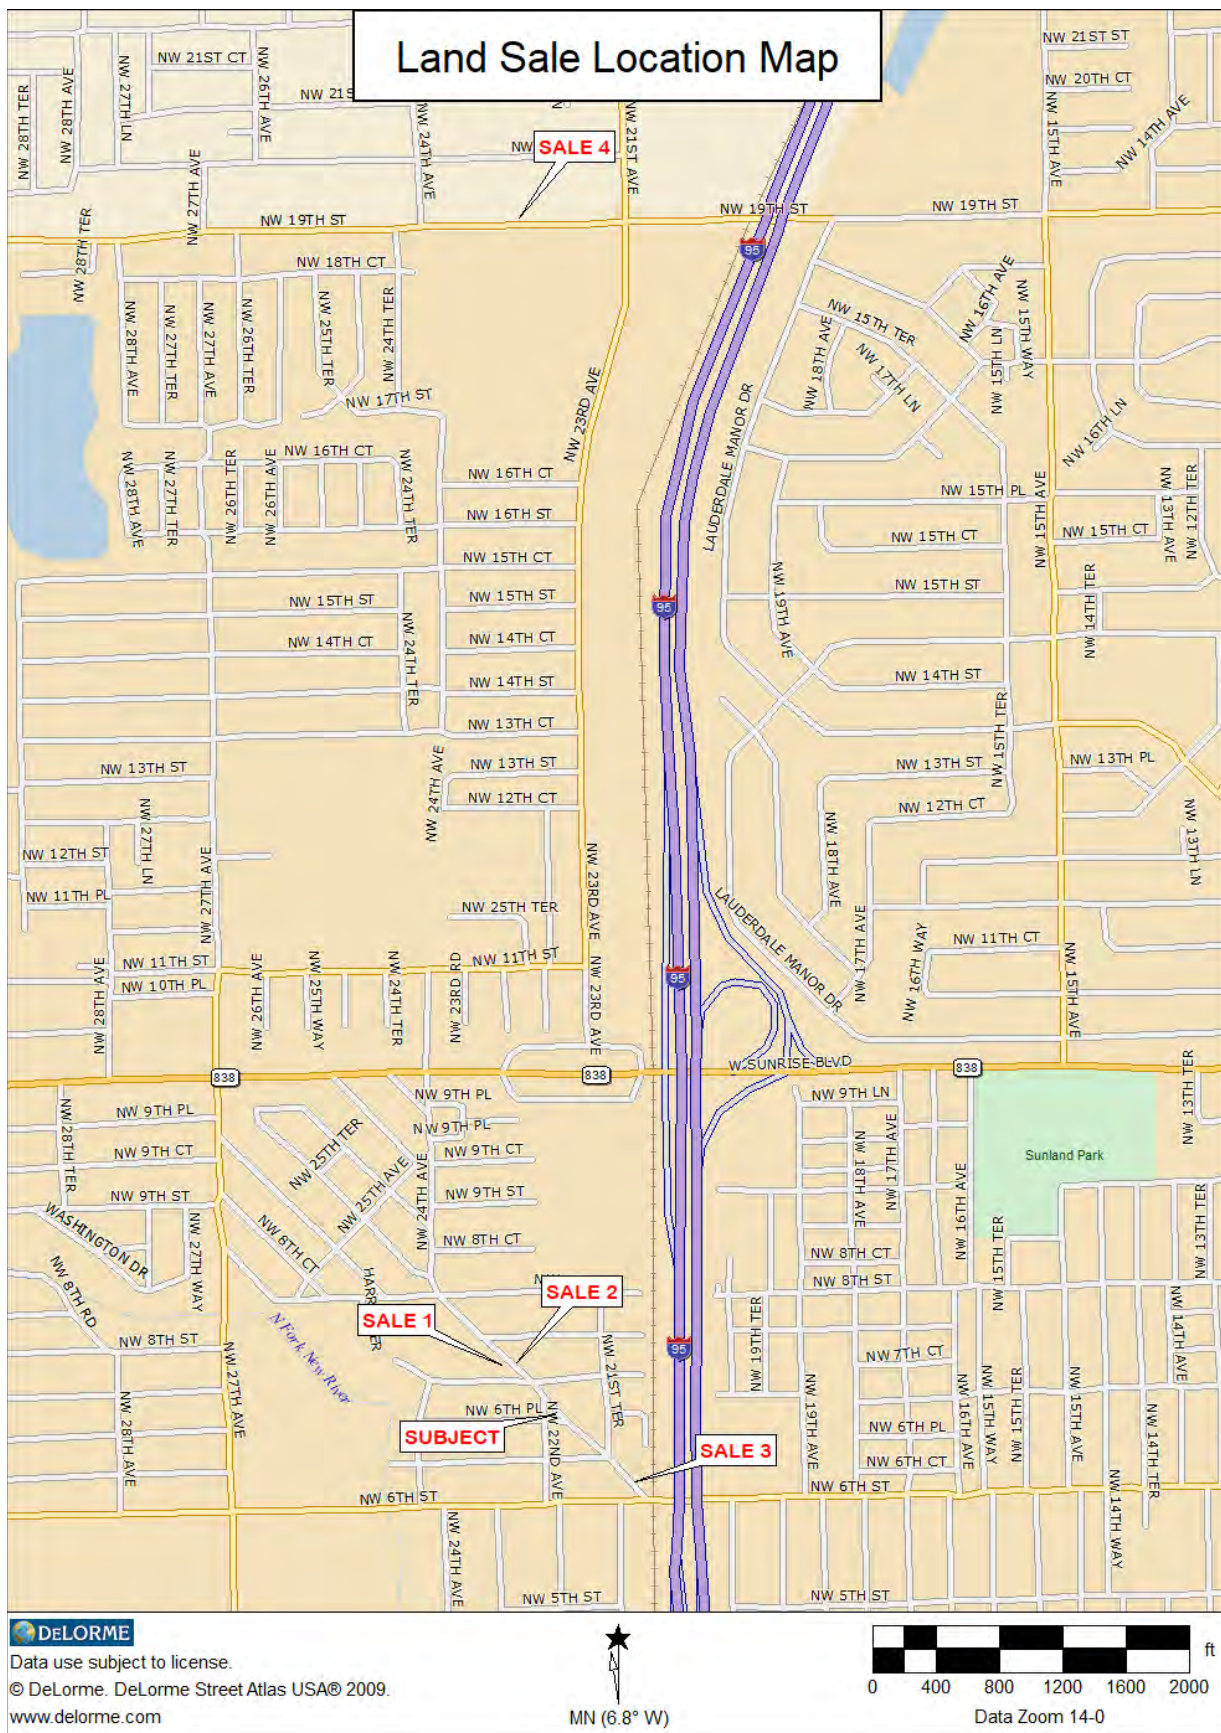 Land Sale Location Map
NW 21ST CT
NW 28TH TER
NW 28TH AVE
NW 27TH LN
NW 26TH AVE
NW 21S
NW 24TH AVE
NW
SALE 4
NW 21ST AVE
NW 21ST ST
NW 20TH CT
NW 15TH AVE
NW 14TH AVE
NW 27TH AVE
NW 28TH TER
NW 19TH ST
NW 19TH ST
NW 19TH ST
95
NW 18TH CT
NW 28TH AVE
NW 27TH TER
NW 27TH AVE
NW 26TH TER
NW 25TH TER
NW 24TH TER
NW 17TH ST
NW 23RD AVE
NW 15TH TER
NW 16TH AVE
NW 15TH WAY
NW 15TH LN
NW 18TH AVE
NW 17TH LN
NW 16TH LN
LAUDERDALE MANOR DR
NW 16TH CT
NW 28TH AVE
NW 27TH TER
NW 26TH TER
NW 26TH AVE
NW 24TH TER
NW 16TH CT
NW 16TH ST
NW 15TH CT
NW 15TH PL
NW 15TH AVE
NW 13TH AVE
NW 12TH TER
NW 15TH CT
NW 15TH CT
NW 15TH ST
NW 15TH ST
NW 15TH ST
95
NW 19TH AVE
NW 14TH TER
NW 14TH CT
NW 14TH CT
NW 24TH TER
NW 14TH ST
NW 14TH ST
NW 13TH CT
NW 15TH TER
NW 13TH ST
NW 24TH AVE
NW 13TH ST
NW 13TH ST
NW 13TH PL
NW 12TH CT
NW 12TH CT
NW 27TH LN
NW 12TH ST
NW 27TH AVE
NW 23RD AVE
NW 18TH AVE
NW 13TH LN
NW 11TH PL
NW 25TH TER
LAUDERDALE MANOR DR
NW 17TH AVE
NW 16TH WAY
NW 11TH CT
NW 11TH ST
NW 11TH ST
NW 10TH PL
NW 28TH AVE
NW 26TH AVE
NW 25TH WAY
NW 24TH TER
NW 23RD RD
NW 23RD AVE
95
NW 15TH AVE
W SUNRISE BLVD
838
838
838
NW 9TH PL
NW 9TH LN
NW 13TH TER
NW 9TH PL
NW 28TH TER
NW 25TH TER
NW 9TH PL
NW 9TH CT
NW 9TH CT
NW 25TH AVE
NW 24TH AVE
NW 18TH AVE
NW 17TH AVE
Sunland Park
NW 9TH ST
NW 9TH ST
WASHINGTON DR
NW 27TH WAY
NW 8TH CT
NW 8TH CT
NW 16TH AVE
NW 15TH TER
NW 13TH TER
NW 8TH CT
NW 8TH ST
NW 8TH RD
SALE 2
SALE 1
N Fork New River
NW 8TH ST
NW 27TH AVE
95
NW 21ST TER
NW 19TH TER
NW 7TH CT
NW 14TH AVE
NW 28TH AVE
NW 6TH PL
SUBJECT
NW 22ND AVE
SALE 3
NW 19TH AVE
NW 6TH PL
NW 6TH CT
NW 16TH AVE
NW 15TH WAY
NW 15TH TER
NW 15TH AVE
NW 14TH TER
NW 6TH ST
NW 6TH ST
NW 24TH AVE
NW 14TH WAY
NW 5TH ST
NW 5TH ST
DELORME
Data use subject to license.
© DeLorme. DeLorme Street Atlas USA® 2009.
www.delorme.com
MN (6.8° W)
ft
0 400 800 1200 1600 2000
Data Zoom 14-0